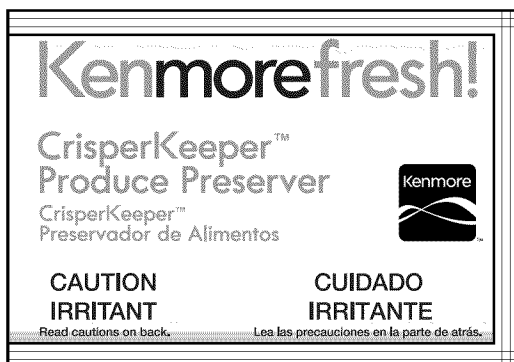 Kenmorefresh!
CrisperKeeper™
Produce Preserver
CrisperKeeper™
Preservador de Alimentos
Kenmore
CAUTION
IRRITANT
Read cautions on back.
CUIDADO
IRRITANTE
Lea las precauciones en la parte de atrás.